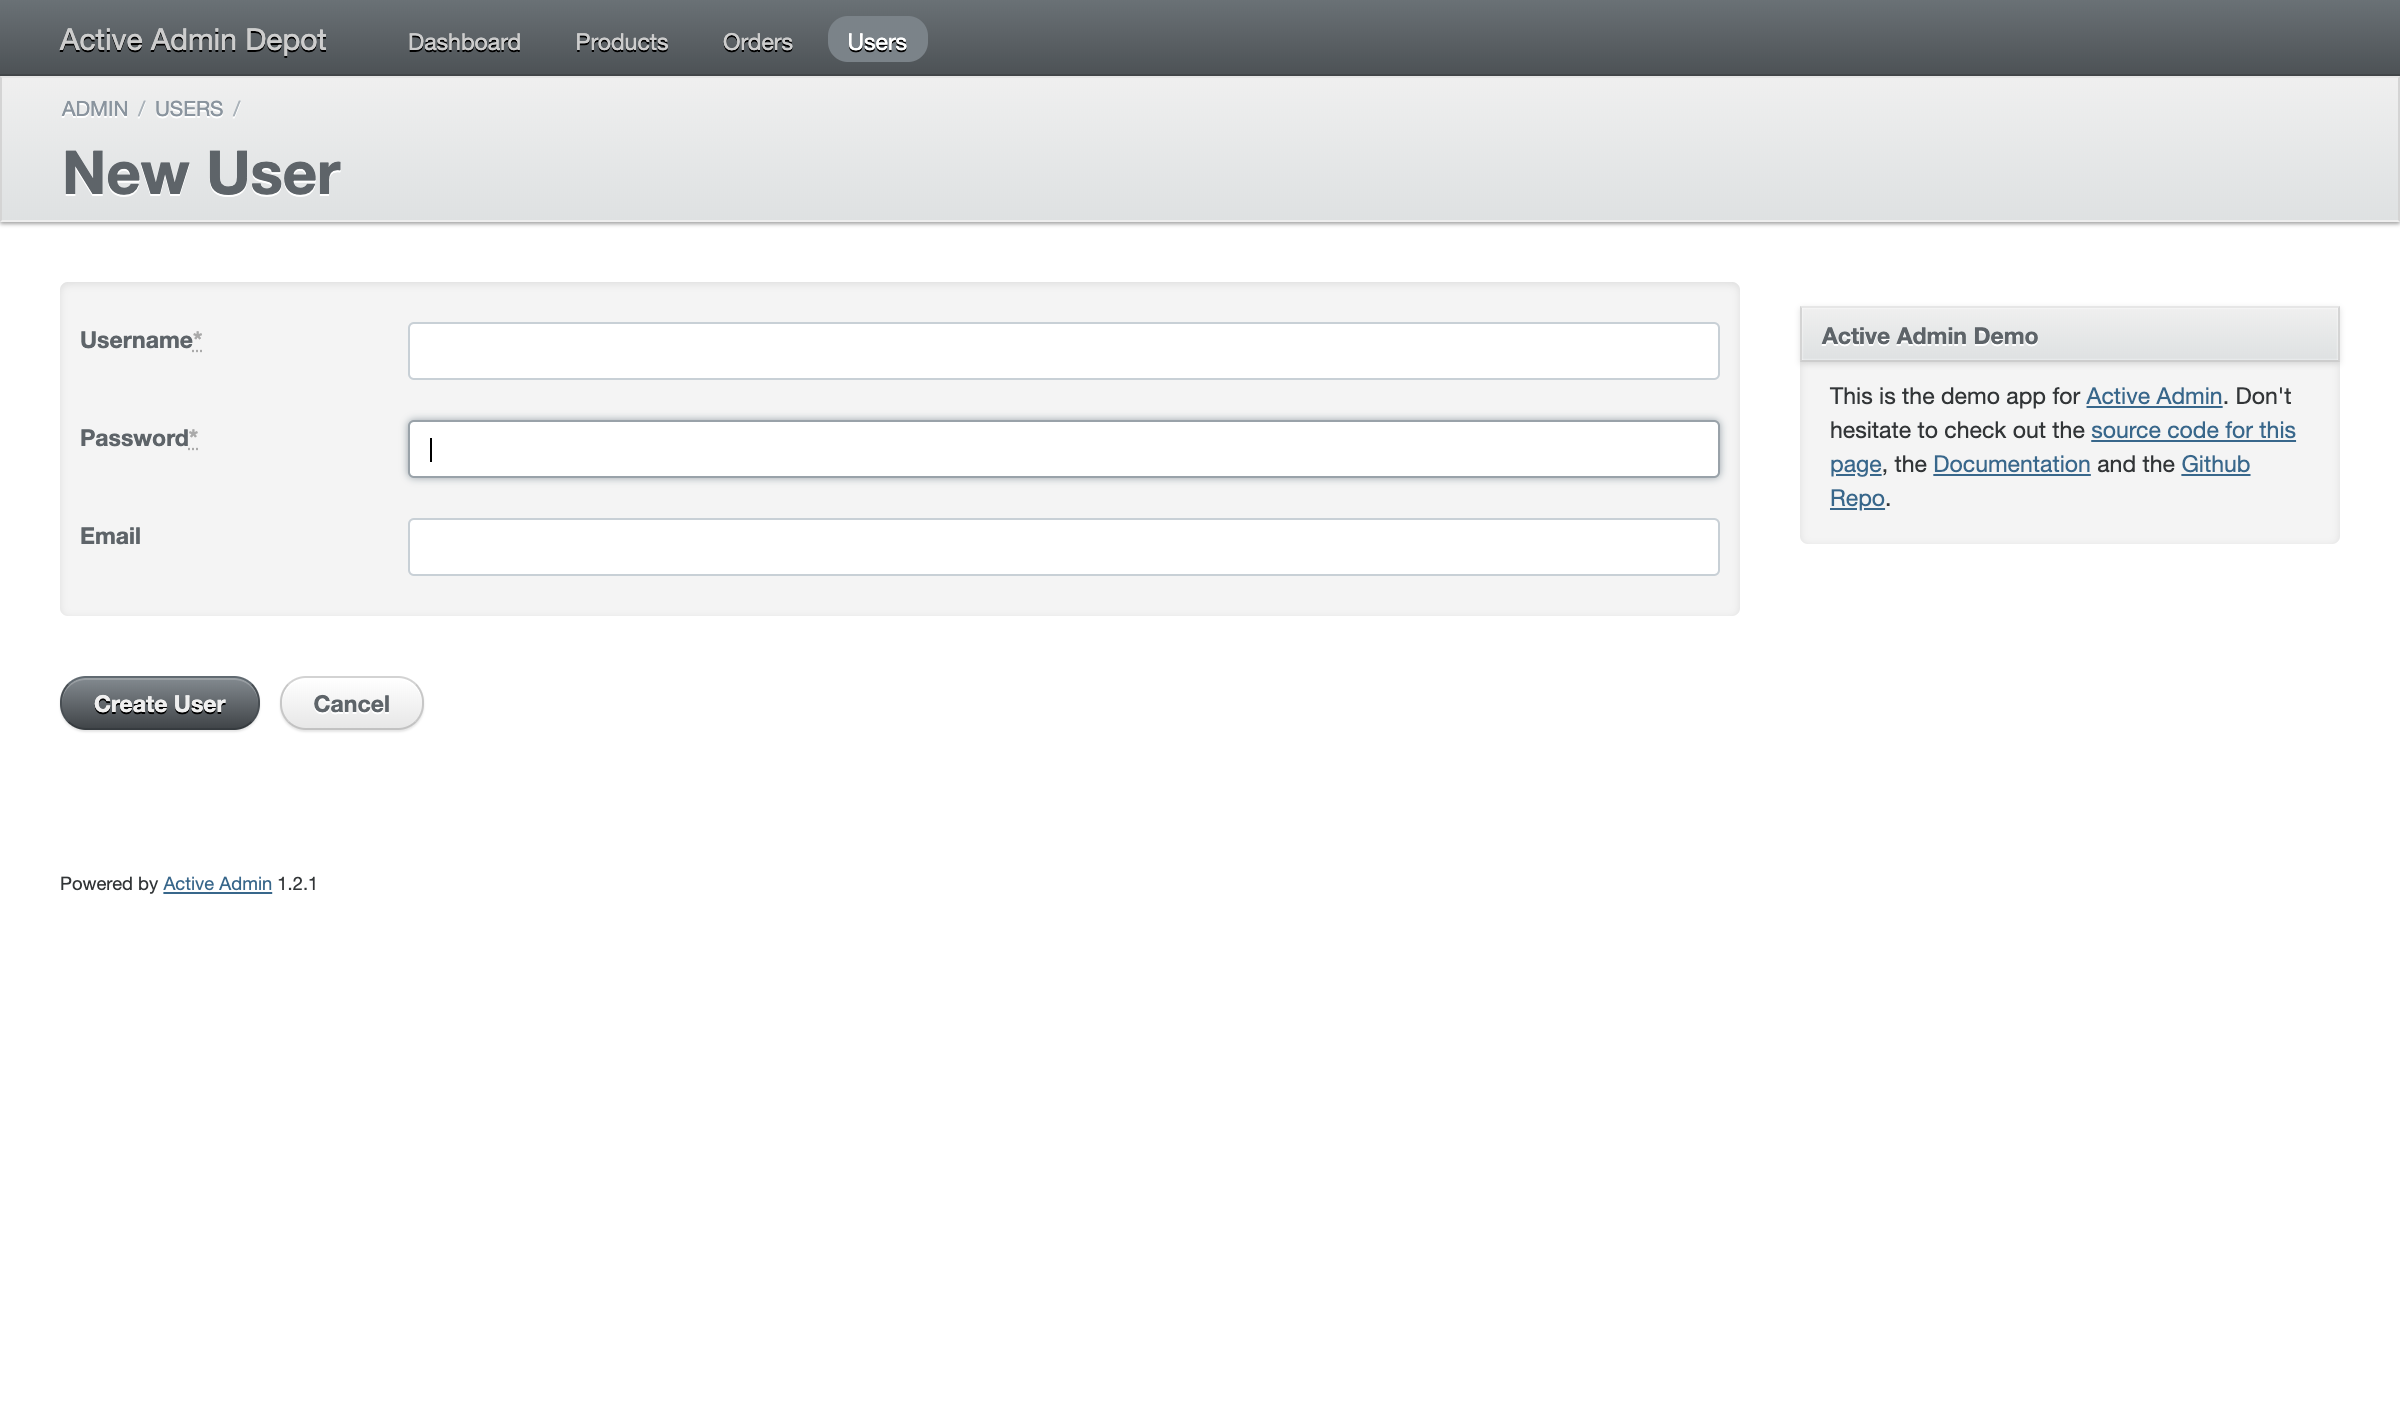 Active Admin Depot Dashboard Products Orders Users
ADMIN / USERS /
New User
Username*
Password*
Email
Create User Cancel
Active Admin Demo
This is the demo app for Active Admin. Don't
hesitate to check out the source code for this
page, the Documentation and the Github
Repo.
Powered by Active Admin 1.2.1